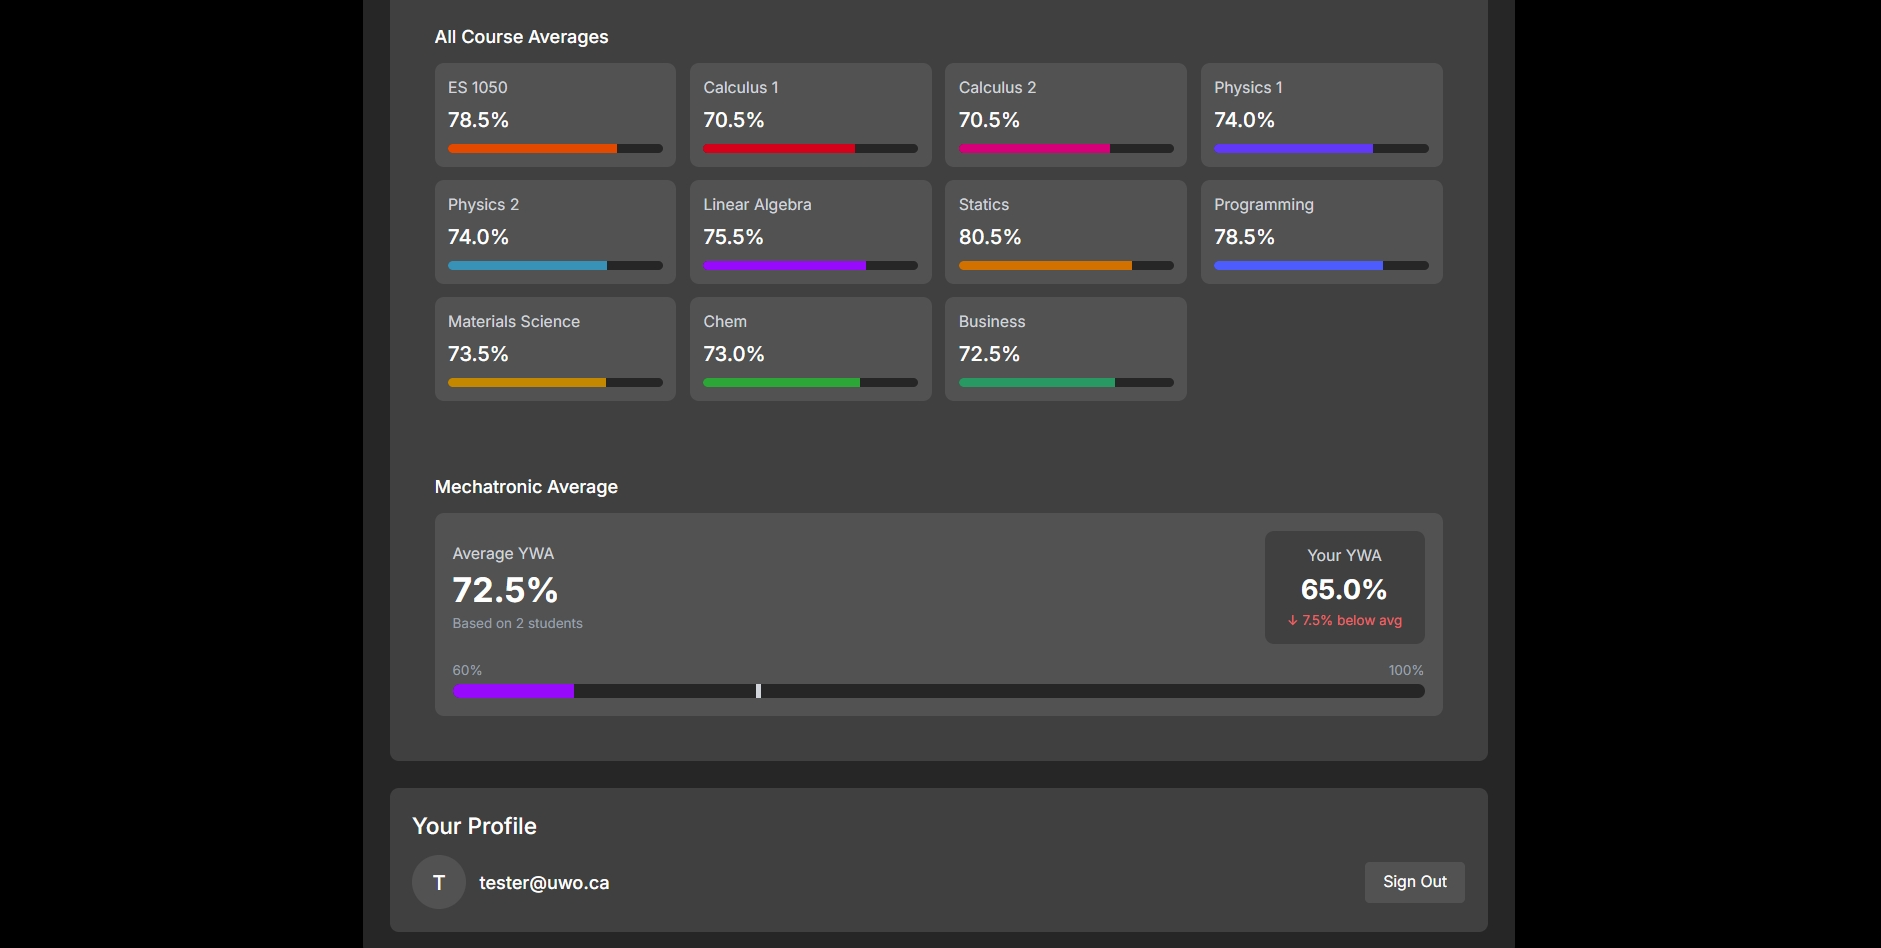 All Course Averages
ES 1050
78.5%
Calculus 1
70.5%
Calculus 2
70.5%
Physics 1
74.0%
Physics 2
74.0%
Linear Algebra
75.5%
Statics
80.5%
Programming
78.5%
Materials Science
73.5%
Chem
73.0%
Business
72.5%
Mechatronic Average
Average YWA
72.5%
Based on 2 students
Your YWA
65.0%
↓ 7.5% below avg
60%
100%
Your Profile
T
tester@uwo.ca
Sign Out